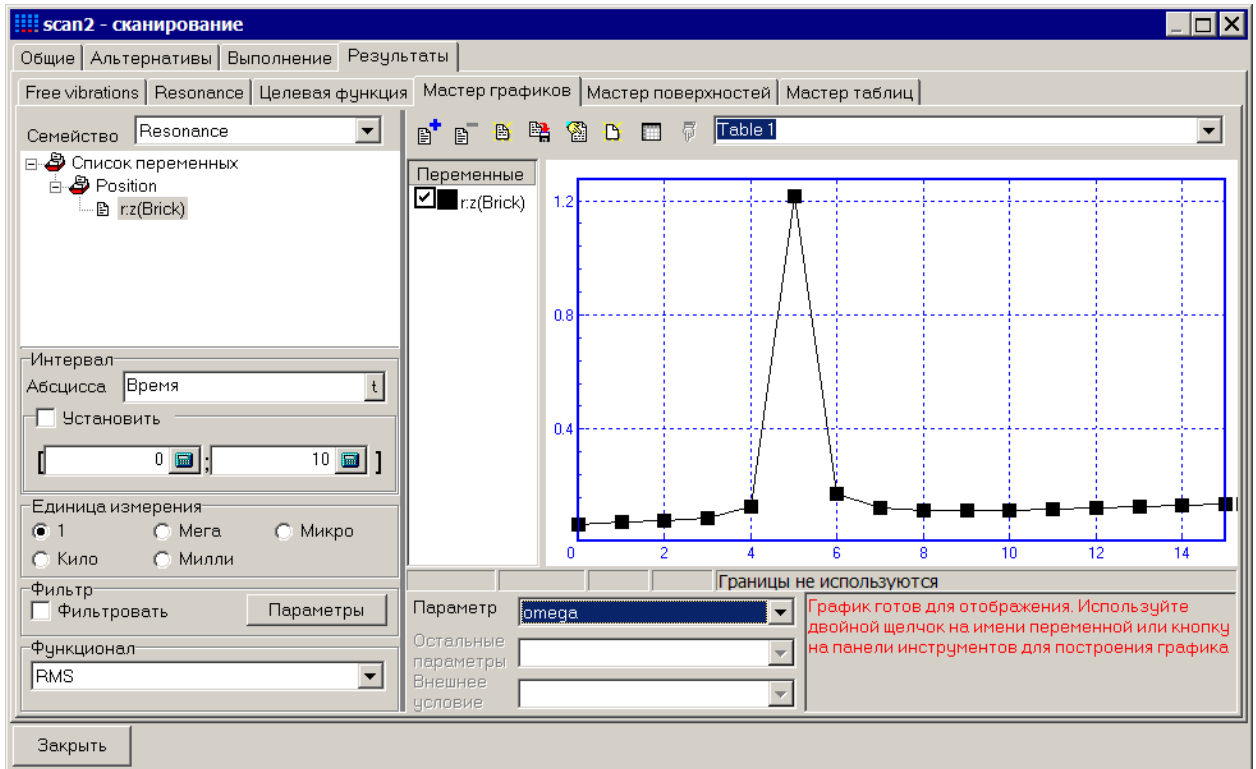 scan2 - сканирование
Общие Альтернативы Выполнение Результаты
Free vibrations Resonance Целевая функция Мастер графиков Мастер поверхностей Мастер таблиц
Семейство Resonance
Список переменных
Position
r:z(Brick)
Интервал
Абсцисса Время t
Установить
[ 0 ; 10 ]
Единица измерения
1 Мега Микро
Кило Милли
Фильтр
Фильтровать Параметры
Функционал
RMS
Table 1
Переменные
r:z(Brick)
1.2
0.8
0.4
0 2 4 6 8 10 12 14
Границы не используются
Параметр omega
Остальные
параметры
Внешнее
условие
График готов для отображения. Используйте
двойной щелчок на имени переменной или кнопку
на панели инструментов для построения графика
Закрыть